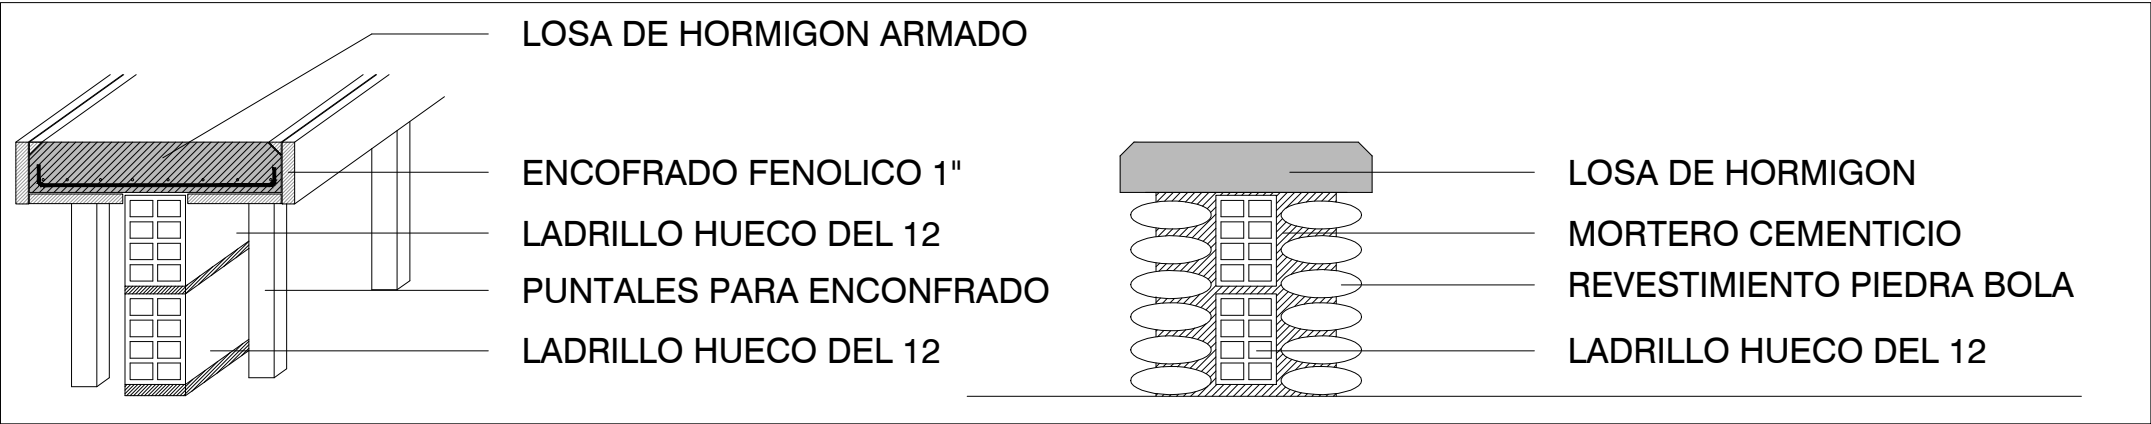 LOSA DE HORMIGON ARMADO
ENCOFRADO FENOLICO 1"
LADRILLO HUECO DEL 12
PUNTALES PARA ENCONFRADO
LADRILLO HUECO DEL 12
LOSA DE HORMIGON
MORTERO CEMENTICIO
REVESTIMIENTO PIEDRA BOLA
LADRILLO HUECO DEL 12